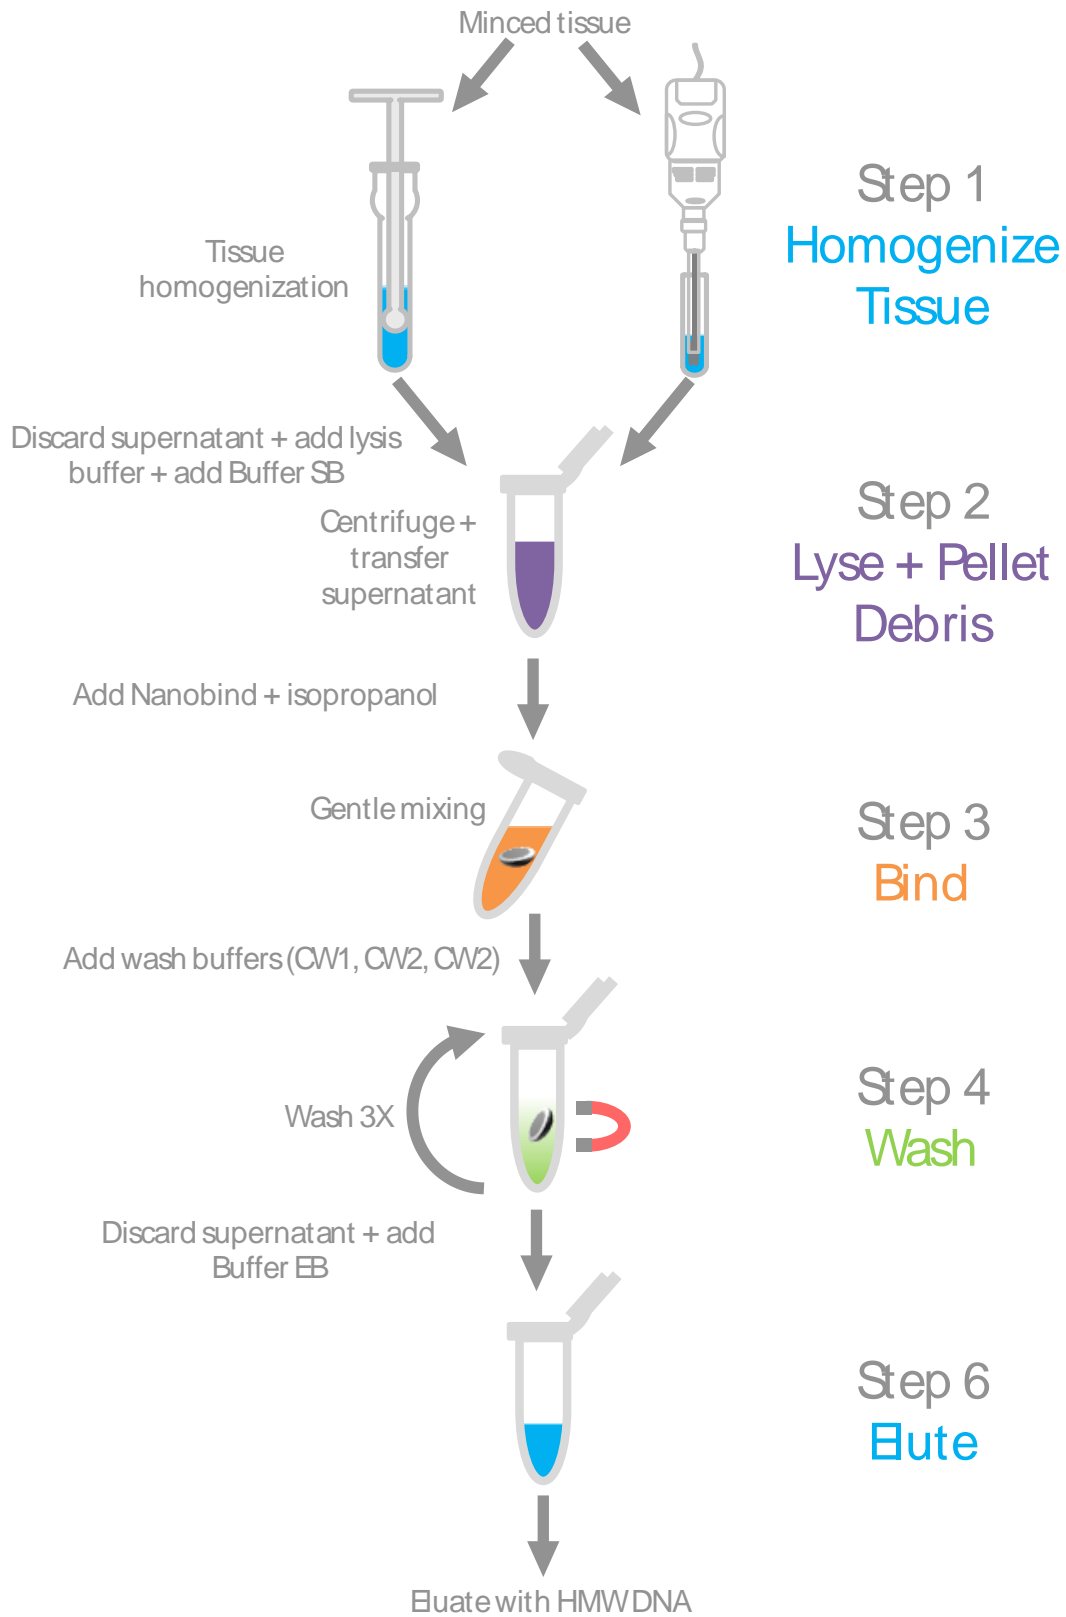 Minced tissue
Step 1
Homogenize
Tissue
Tissue
homogenization
Discard supernatant + add lysis
buffer + add Buffer SB
Centrifuge +
transfer
supernatant
Step 2
Lyse + Pellet
Debris
Add Nanobind + isopropanol
Gentle mixing
Step 3
Bind
Add wash buffers (CW1, CW2, CW2)
Wash 3X
Step 4
Wash
Discard supernatant + add
Buffer EB
Step 6
Elute
Eluate with HMW DNA